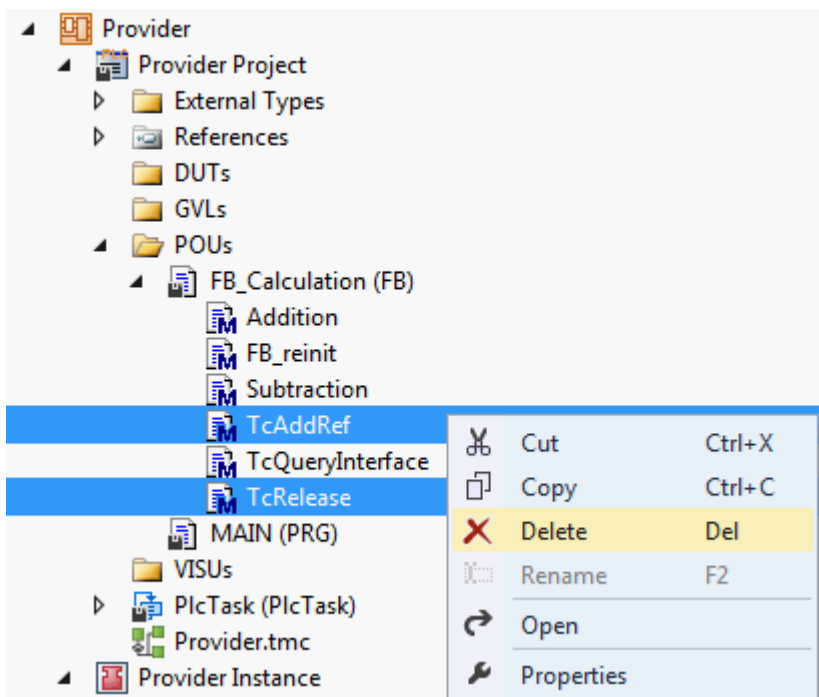 Provider
Provider Project
External Types
References
DUTs
GVLs
POUs
FB_Calculation (FB)
Addition
FB_reinit
Subtraction
TcAddRef
TcQueryInterface
TcRelease
MAIN (PRG)
VISUs
PlcTask (PlcTask)
Provider.tmc
Provider Instance
Cut Ctrl+X
Copy Ctrl+C
Delete Del
Rename F2
Open
Properties